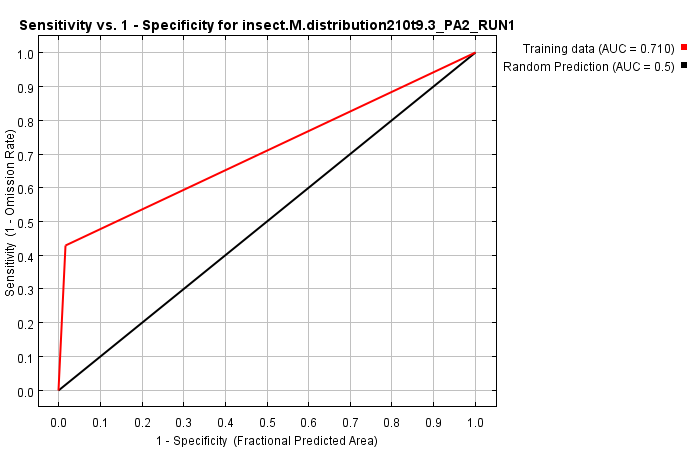 Sensitivity vs. 1 - Specificity for insect.M.distribution210t9.3_PA2_RUN1
Training data (AUC = 0.710)
Random Prediction (AUC = 0.5)
Sensitivity (1 - Omission Rate)
1.0
0.9
0.8
0.7
0.6
0.5
0.4
0.3
0.2
0.1
0.0
0.0 0.1 0.2 0.3 0.4 0.5 0.6 0.7 0.8 0.9 1.0
1 - Specificity (Fractional Predicted Area)